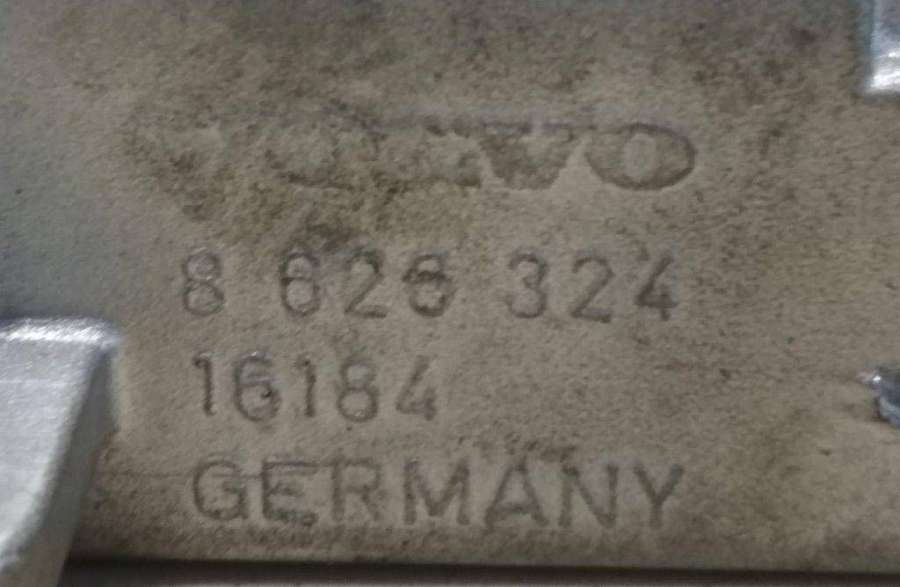 VOLVO
8 626 324
16184
GERMANY